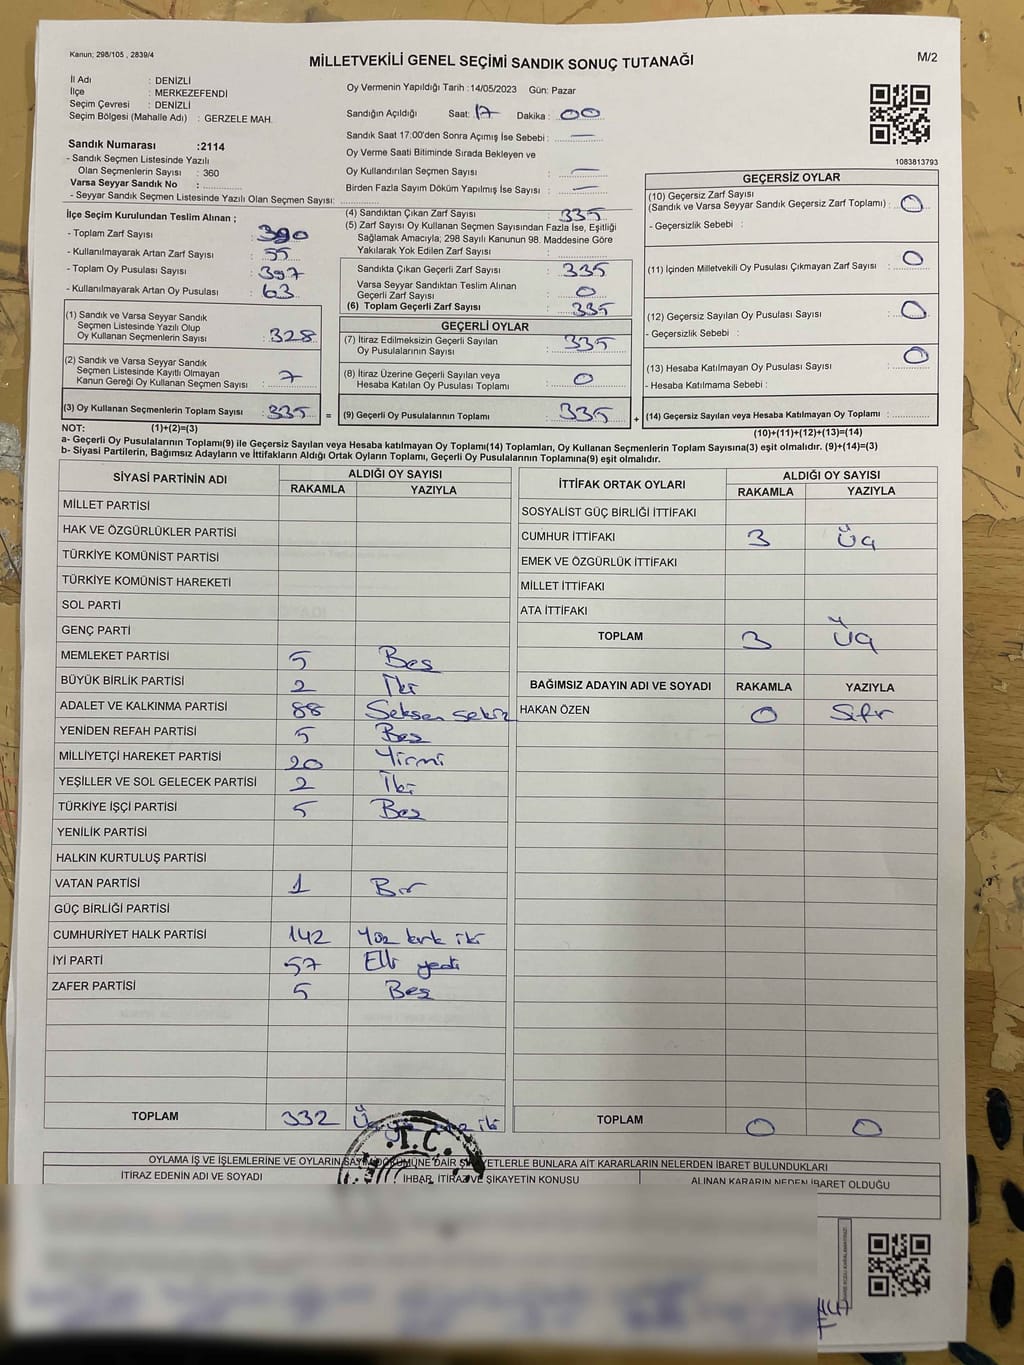 Kanun; 298/105 , 2839/4
MİLLETVEKİLİ GENEL SEÇİMİ SANDIK SONUÇ TUTANAĞI
M/2
İl Adı : DENİZLİ
İlçe : MERKEZEFENDİ
Seçim Çevresi : DENİZLİ
Seçim Bölgesi (Mahalle Adı) : GERZELE MAH.
Sandık Numarası :2114
- Sandık Seçmen Listesinde Yazılı
Olan Seçmenlerin Sayısı : 360
Varsa Seyyar Sandık No :
- Seyyar Sandık Seçmen Listesinde Yazılı Olan Seçmen Sayısı:
Oy Vermenin Yapıldığı Tarih :14/05/2023 Gün: Pazar
Sandığın Açıldığı Saat: 17 Dakika : 00
Sandık Saat 17:00'den Sonra Açımış İse Sebebi : —
Oy Verme Saati Bitiminde Sırada Bekleyen ve
Oy Kullandırılan Seçmen Sayısı : —
Birden Fazla Sayım Döküm Yapılmış İse Sayısı : —
1083813793
İlçe Seçim Kurulundan Teslim Alınan ;
- Toplam Zarf Sayısı : 390
- Kullanılmayarak Artan Zarf Sayısı : 55
- Toplam Oy Pusulası Sayısı : 397
- Kullanılmayarak Artan Oy Pusulası : 63
(1) Sandık ve Varsa Seyyar Sandık
Seçmen Listesinde Yazılı Olup
Oy Kullanan Seçmenlerin Sayısı : 328
(2) Sandık ve Varsa Seyyar Sandık
Seçmen Listesinde Kayıtlı Olmayan
Kanun Gereği Oy Kullanan Seçmen Sayısı : 7
(3) Oy Kullanan Seçmenlerin Toplam Sayısı : 335 =
(4) Sandıktan Çıkan Zarf Sayısı : 335
(5) Zarf Sayısı Oy Kullanan Seçmen Sayısından Fazla İse, Eşitliği
Sağlamak Amacıyla; 298 Sayılı Kanunun 98. Maddesine Göre
Yakılarak Yok Edilen Zarf Sayısı :
Sandıkta Çıkan Geçerli Zarf Sayısı : 335
Varsa Seyyar Sandıktan Teslim Alınan
Geçerli Zarf Sayısı : 0
(6) Toplam Geçerli Zarf Sayısı : 335
GEÇERLİ OYLAR
(7) İtiraz Edilmeksizin Geçerli Sayılan
Oy Pusulalarının Sayısı : 335
(8) İtiraz Üzerine Geçerli Sayılan veya
Hesaba Katılan Oy Pusulası Toplamı : 0
(9) Geçerli Oy Pusulalarının Toplamı : 335 +
GEÇERSİZ OYLAR
(10) Geçersiz Zarf Sayısı
(Sandık ve Varsa Seyyar Sandık Geçersiz Zarf Toplamı) : 0
- Geçersizlik Sebebi :
(11) İçinden Milletvekili Oy Pusulası Çıkmayan Zarf Sayısı : 0
(12) Geçersiz Sayılan Oy Pusulası Sayısı : 0
- Geçersizlik Sebebi :
(13) Hesaba Katılmayan Oy Pusulası Sayısı : 0
- Hesaba Katılmama Sebebi :
(14) Geçersiz Sayılan veya Hesaba Katılmayan Oy Toplamı :
NOT: (1)+(2)=(3)
(10)+(11)+(12)+(13)=(14)
a- Geçerli Oy Pusulalarının Toplamı(9) ile Geçersiz Sayılan veya Hesaba katılmayan Oy Toplamı(14) Toplamları, Oy Kullanan Seçmenlerin Toplam Sayısına(3) eşit olmalıdır. (9)+(14)=(3)
b- Siyasi Partilerin, Bağımsız Adayların ve İttifakların Aldığı Ortak Oyların Toplamı, Geçerli Oy Pusulalarının Toplamına(9) eşit olmalıdır.
SİYASİ PARTİNİN ADI ALDIĞI OY SAYISI
RAKAMLA YAZIYLA
MİLLET PARTİSİ
HAK VE ÖZGÜRLÜKLER PARTİSİ
TÜRKİYE KOMÜNİST PARTİSİ
TÜRKİYE KOMÜNİST HAREKETİ
SOL PARTİ
GENÇ PARTİ
MEMLEKET PARTİSİ 5 Beş
BÜYÜK BİRLİK PARTİSİ 2 İki
ADALET VE KALKINMA PARTİSİ 88 Seksen sekiz
YENİDEN REFAH PARTİSİ 5 Beş
MİLLİYETÇİ HAREKET PARTİSİ 20 Yirmi
YEŞİLLER VE SOL GELECEK PARTİSİ 2 İki
TÜRKİYE İŞÇİ PARTİSİ 5 Beş
YENİLİK PARTİSİ
HALKIN KURTULUŞ PARTİSİ
VATAN PARTİSİ 1 Bir
GÜÇ BİRLİĞİ PARTİSİ
CUMHURİYET HALK PARTİSİ 142 Yüz kırk iki
İYİ PARTİ 57 Elli yedi
ZAFER PARTİSİ 5 Beş
TOPLAM 332 iki
İTTİFAK ORTAK OYLARI ALDIĞI OY SAYISI
RAKAMLA YAZIYLA
SOSYALİST GÜÇ BİRLİĞİ İTTİFAKI
CUMHUR İTTİFAKI 3 Üç
EMEK VE ÖZGÜRLÜK İTTİFAKI
MİLLET İTTİFAKI
ATA İTTİFAKI
TOPLAM 3 Üç
BAĞIMSIZ ADAYIN ADI VE SOYADI RAKAMLA YAZIYLA
HAKAN ÖZEN 0 Sıfır
TOPLAM 0 0
T.C.
OYLAMA İŞ VE İŞLEMLERİNE VE OYLARIN SAYIM DÖKÜMÜNE DAİR ŞİKAYETLERLE BUNLARA AİT KARARLARIN NELERDEN İBARET BULUNDUKLARI
İTİRAZ EDENİN ADI VE SOYADI İHBAR, İTİRAZ VE ŞİKAYETİN KONUSU ALINAN KARARIN NEDEN İBARET OLDUĞU